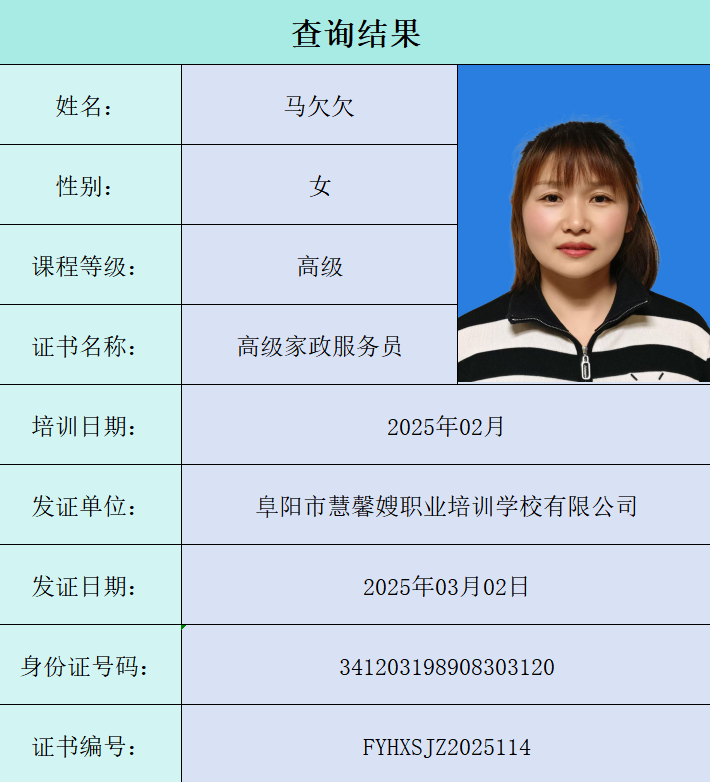 查询结果
姓名： 马欠欠
性别： 女
课程等级： 高级
证书名称： 高级家政服务员
培训日期： 2025年02月
发证单位： 阜阳市慧馨嫂职业培训学校有限公司
发证日期： 2025年03月02日
身份证号码： 341203198908303120
证书编号： FYHXSJZ2025114